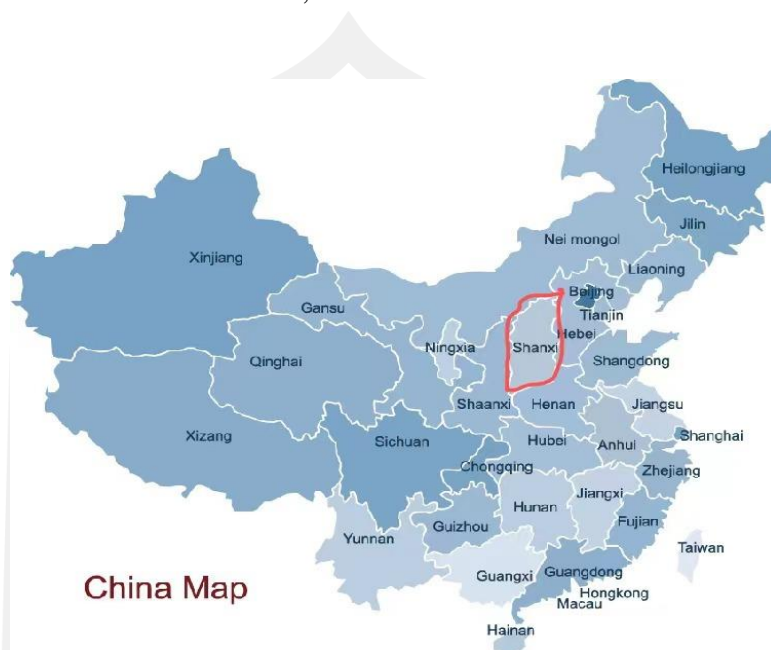 Heilongjiang
Jilin
Nei mongol
Liaoning
Xinjiang
Beijing
Gansu
Tianjin
Hebei
Ningxia
Shanxi
Qinghai
Shangdong
Shaanxi
Henan
Jiangsu
Xizang
Sichuan
Hubei
Anhui
Shanghai
Chongqing
Zhejiang
Jiangxi
Hunan
Guizhou
Fujian
Yunnan
Taiwan
Guangxi
Guangdong
China Map
Hongkong
Macau
Hainan